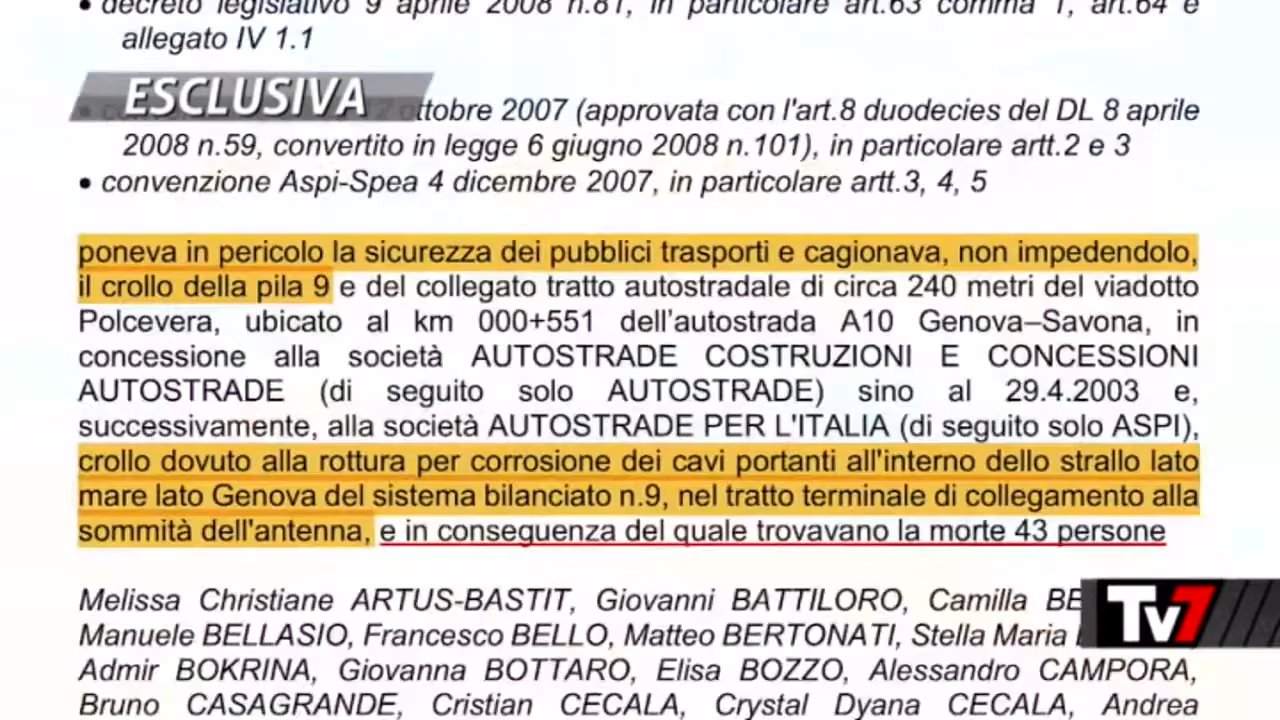 • decreto legislativo 9 aprile 2008 n.81, in particolare art.63 comma 1, art.64 e
allegato IV 1.1
ESCLUSIVA
ottobre 2007 (approvata con l'art.8 duodecies del DL 8 aprile
2008 n.59, convertito in legge 6 giugno 2008 n.101), in particolare artt.2 e 3
• convenzione Aspi-Spea 4 dicembre 2007, in particolare artt.3, 4, 5
poneva in pericolo la sicurezza dei pubblici trasporti e cagionava, non impedendolo,
il crollo della pila 9 e del collegato tratto autostradale di circa 240 metri del viadotto
Polcevera, ubicato al km 000+551 dell'autostrada A10 Genova–Savona, in
concessione alla società AUTOSTRADE COSTRUZIONI E CONCESSIONI
AUTOSTRADE (di seguito solo AUTOSTRADE) sino al 29.4.2003 e,
successivamente, alla società AUTOSTRADE PER L'ITALIA (di seguito solo ASPI),
crollo dovuto alla rottura per corrosione dei cavi portanti all'interno dello strallo lato
mare lato Genova del sistema bilanciato n.9, nel tratto terminale di collegamento alla
sommità dell'antenna, e in conseguenza del quale trovavano la morte 43 persone
Melissa Christiane ARTUS-BASTIT, Giovanni BATTILORO, Camilla
Manuele BELLASIO, Francesco BELLO, Matteo BERTONATI, Stella Maria
Tv7
Admir BOKRINA, Giovanna BOTTARO, Elisa BOZZO, Alessandro CAMPORA,
Bruno CASAGRANDE, Cristian CECALA, Crystal Dyana CECALA, Andrea